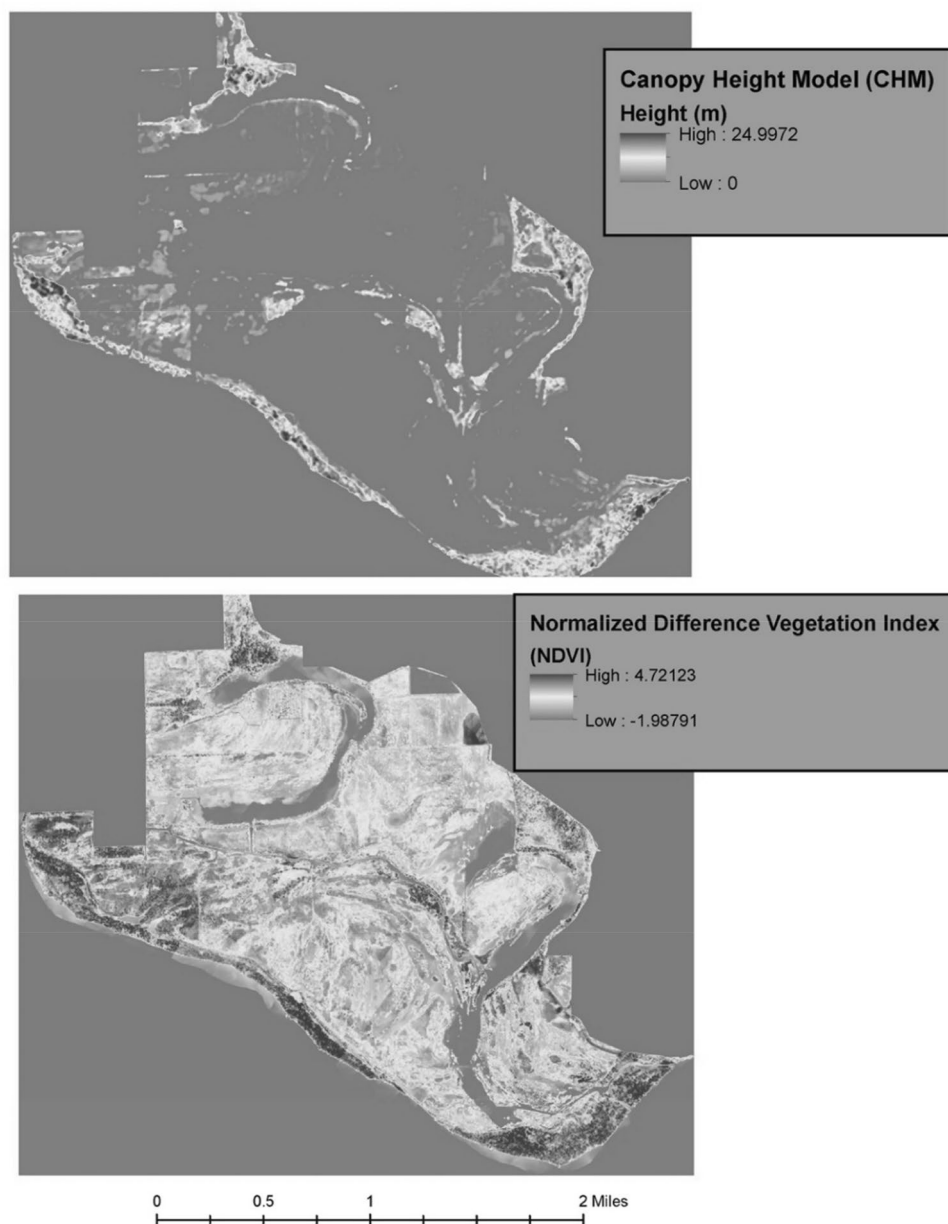 Canopy Height Model (CHM)
Height (m)
High : 24.9972
Low : 0
Normalized Difference Vegetation Index
(NDVI)
High : 4.72123
Low : -1.98791
0 0.5 1 2 Miles